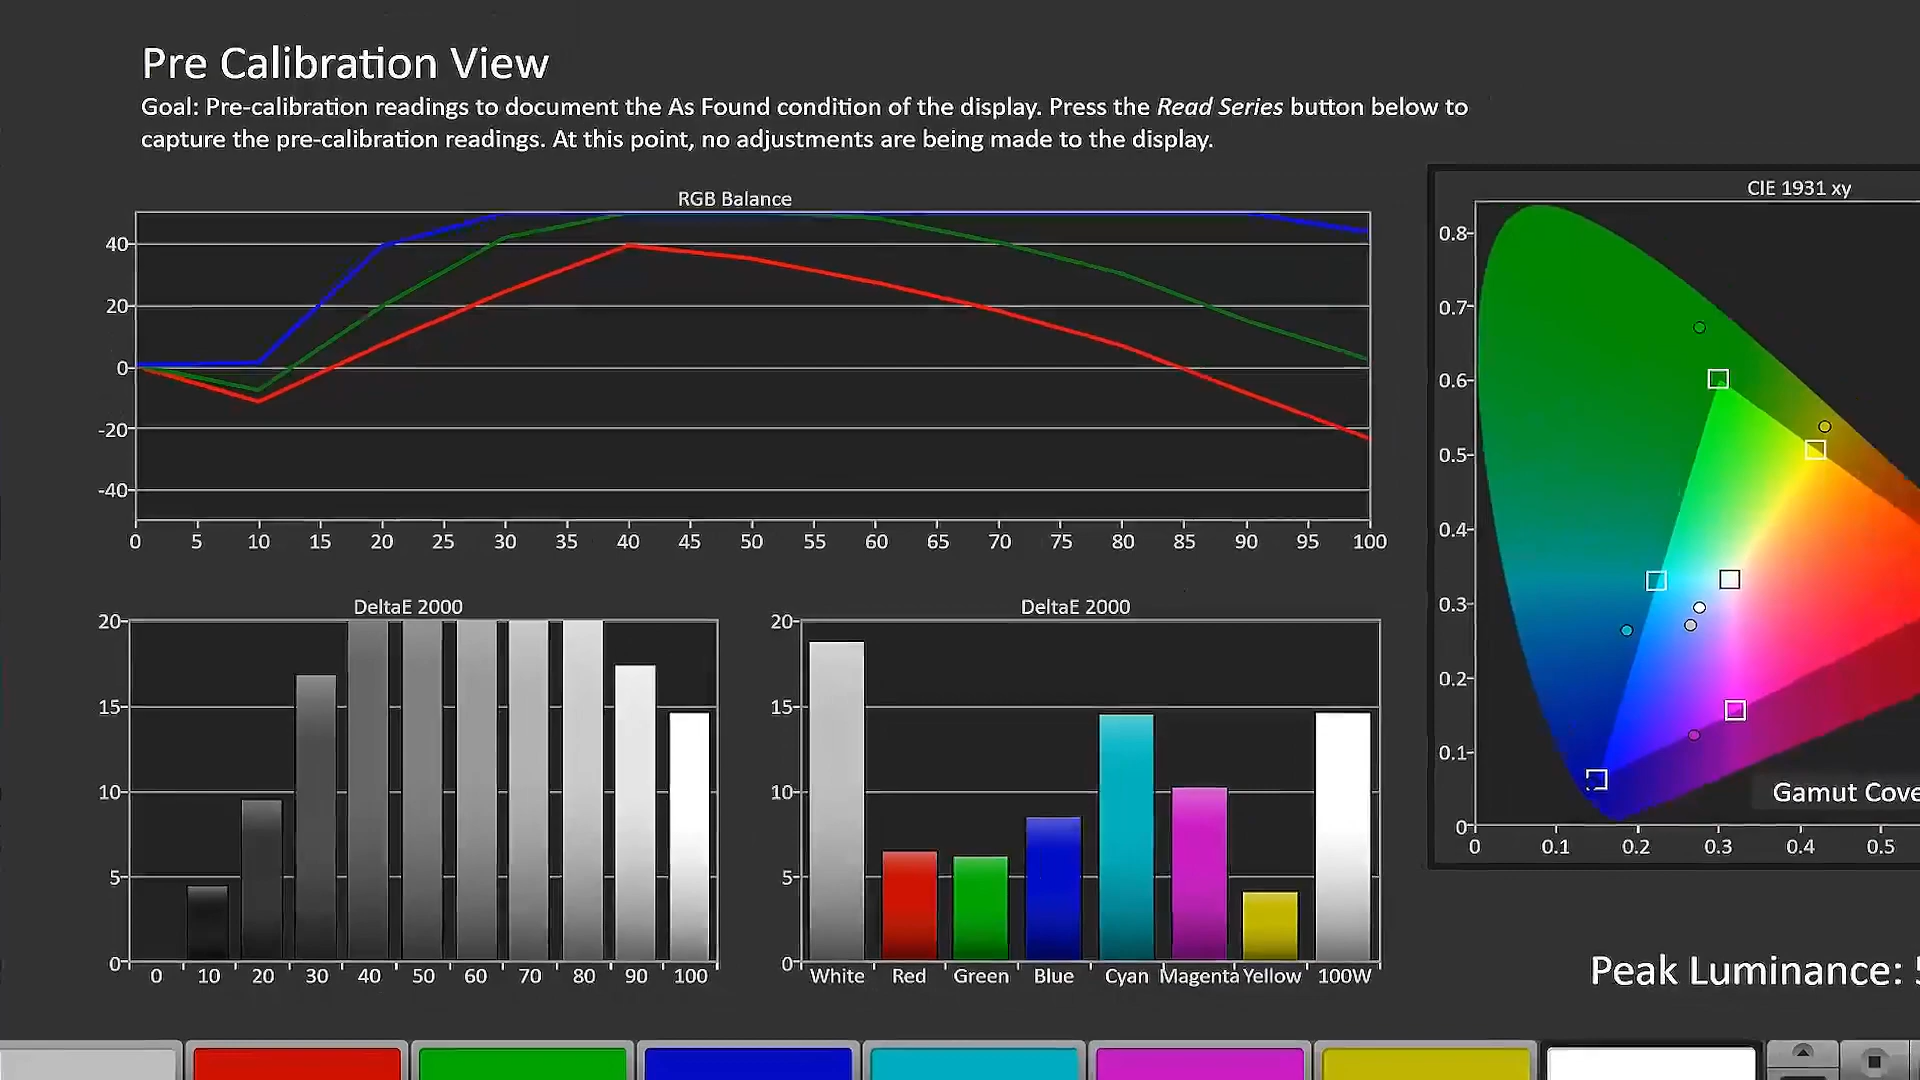 Pre Calibration View
Goal: Pre-calibration readings to document the As Found condition of the display. Press the Read Series button below to
capture the pre-calibration readings. At this point, no adjustments are being made to the display.
RGB Balance
40
20
0
-20
-40
0 5 10 15 20 25 30 35 40 45 50 55 60 65 70 75 80 85 90 95 100
DeltaE 2000
20
15
10
5
0
0 10 20 30 40 50 60 70 80 90 100
DeltaE 2000
20
15
10
5
0
White Red Green Blue Cyan Magenta Yellow 100W
CIE 1931 xy
0.8
0.7
0.6
0.5
0.4
0.3
0.2
0.1
0
0 0.1 0.2 0.3 0.4 0.5
Gamut
Peak Luminance: